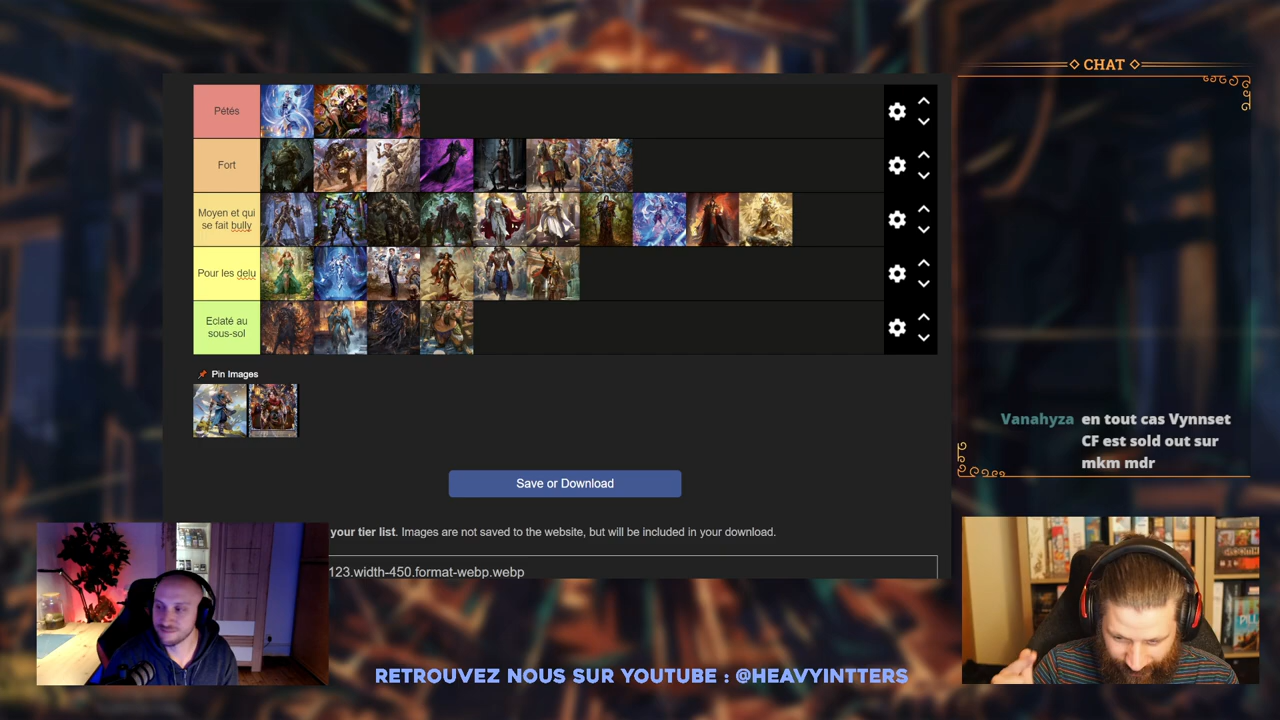 CHAT
Pétés
Fort
Moyen et qui
se fait bully
Pour les delu
Eclaté au
sous-sol
Pin Images
Vanahyza en tout cas Vynnset
CF est sold out sur
mkm mdr
Save or Download
your tier list. Images are not saved to the website, but will be included in your download.
123.width-450.format-webp.webp
RETROUVEZ NOUS SUR YOUTUBE : @HEAVYINTTERS